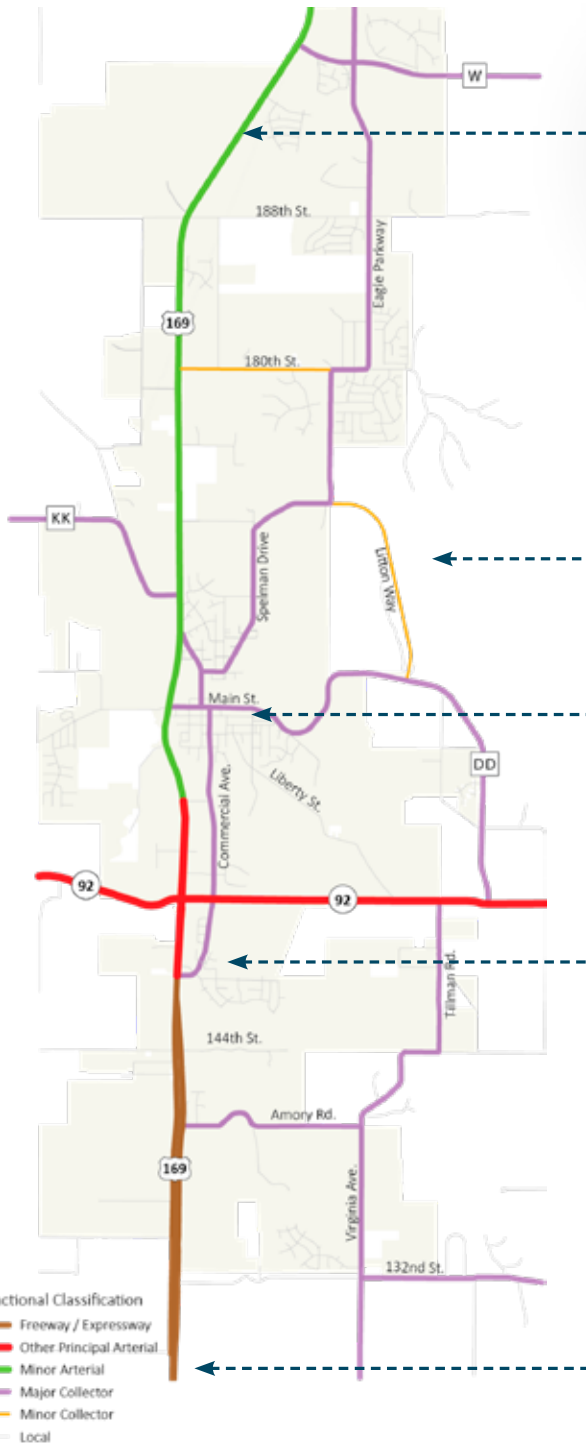 W
188th St.
Eagle Parkway
169
180th St.
KK
Spelman Drive
Litton Way
Main St.
DD
Liberty St.
Commercial Ave.
92
92
Tillman Rd.
144th St.
Amory Rd.
169
Virginia Ave.
132nd St.
ctional Classification
Freeway / Expressway
Other Principal Arterial
Minor Arterial
Major Collector
Minor Collector
Local